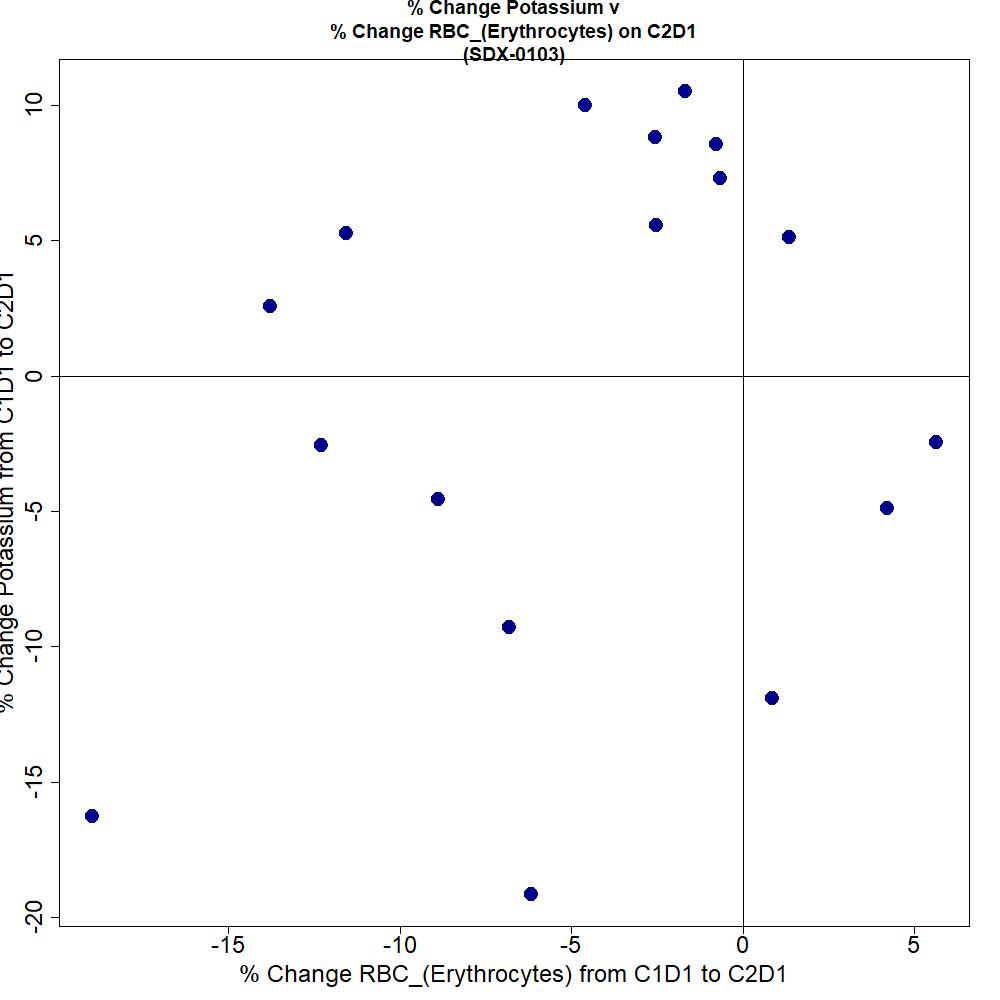 % Change Potassium v
% Change RBC_(Erythrocytes) on C2D1
(SDX-0103)
% Change Potassium from C1D1 to C2D1
10
5
0
-5
-10
-15
-20
-15
-10
-5
0
5
% Change RBC_(Erythrocytes) from C1D1 to C2D1